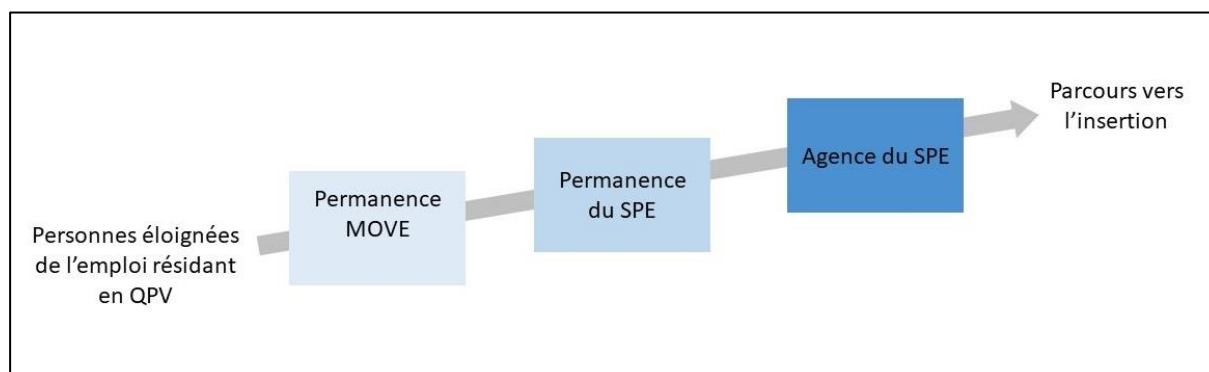 Personnes éloignées
de l’emploi résidant
en QPV
Permanence
MOVE
Permanence
du SPE
Agence du SPE
Parcours vers
l’insertion